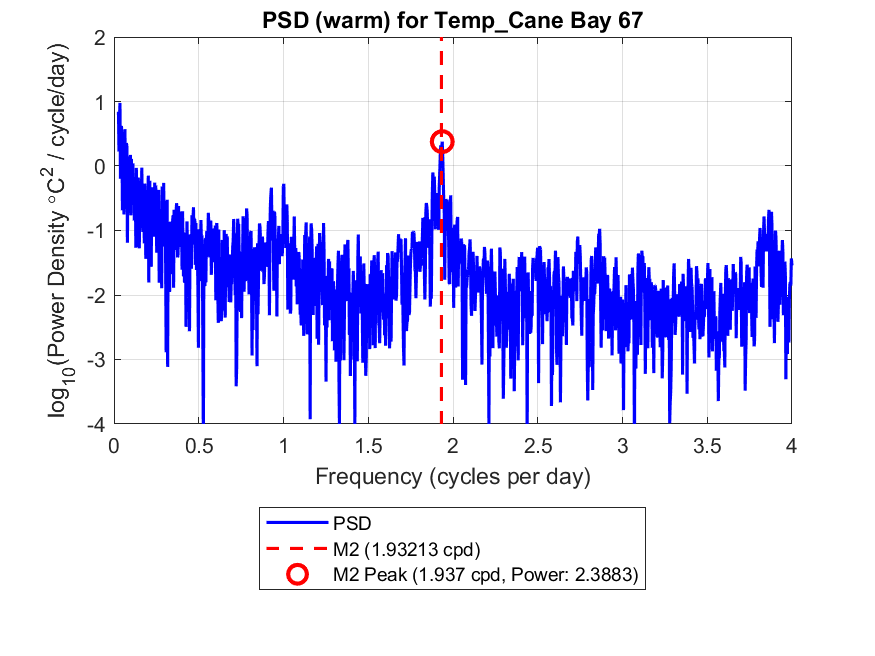 PSD (warm) for Temp_Cane Bay 67
log10(Power Density °C2 / cycle/day)
2
1
0
-1
-2
-3
-4
0 0.5 1 1.5 2 2.5 3 3.5 4
Frequency (cycles per day)
PSD
M2 (1.93213 cpd)
M2 Peak (1.937 cpd, Power: 2.3883)